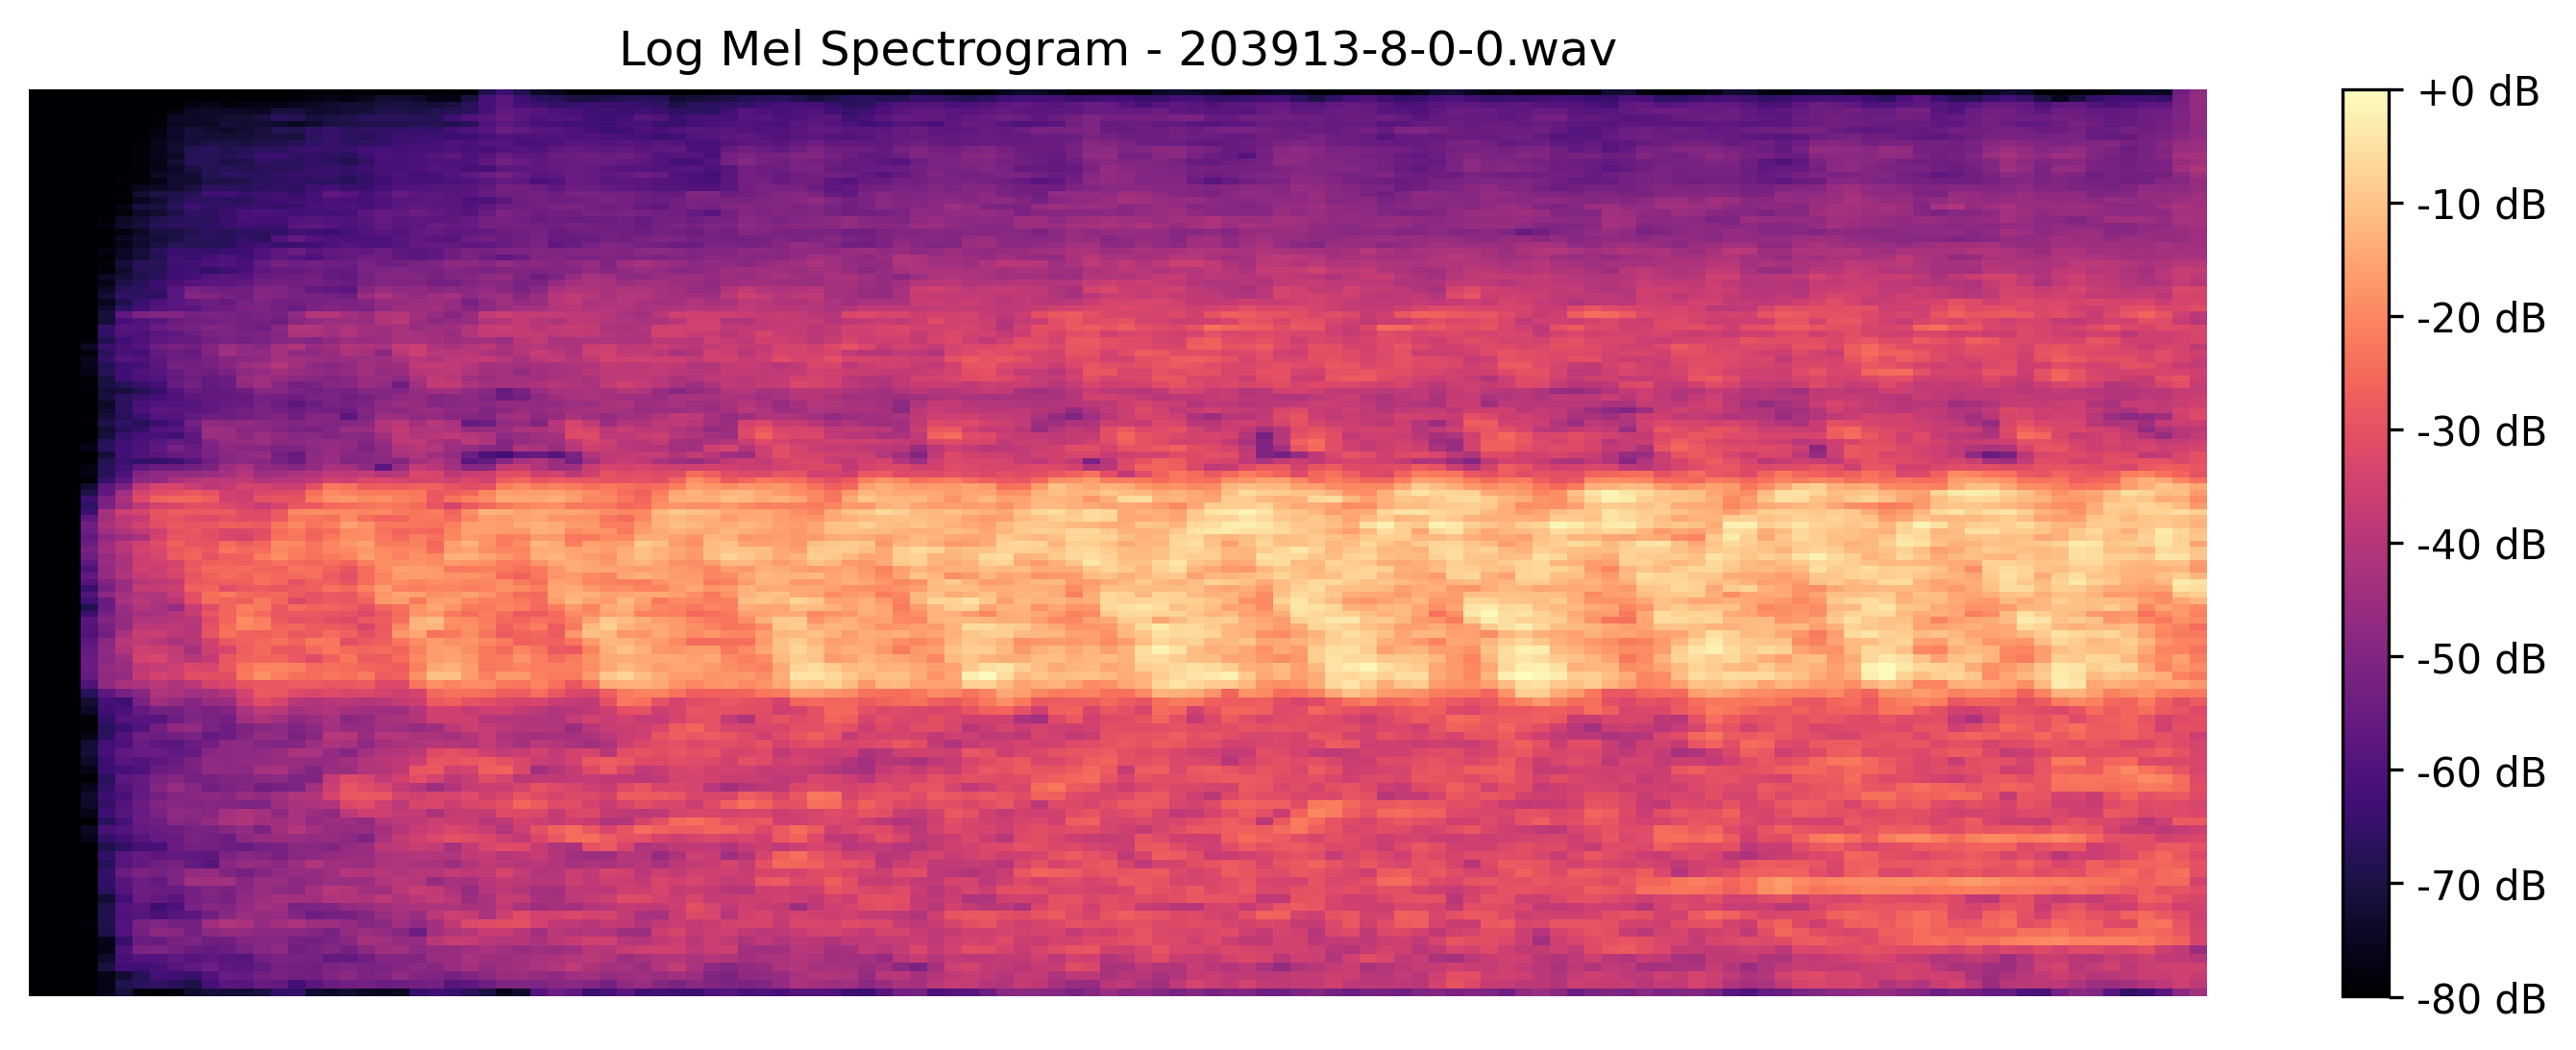 Log Mel Spectrogram - 203913-8-0-0.wav
+0 dB
-10 dB
-20 dB
-30 dB
-40 dB
-50 dB
-60 dB
-70 dB
-80 dB